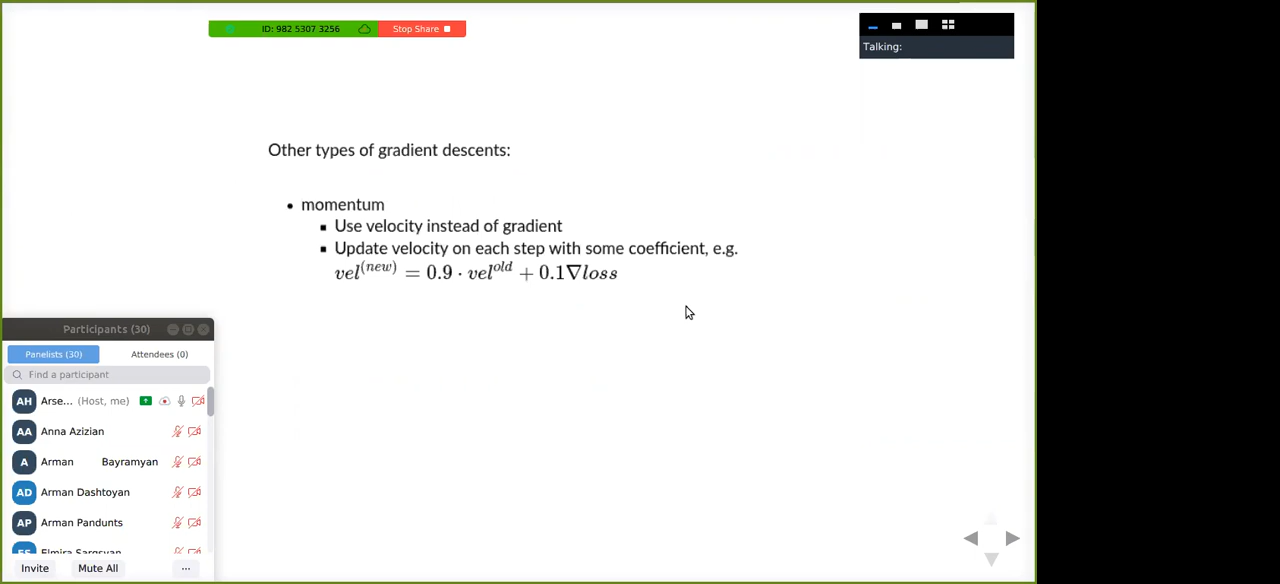 ID: 982 5307 3256
Stop Share
Talking:
Other types of gradient descents:
• momentum
▪ Use velocity instead of gradient
▪ Update velocity on each step with some coefficient, e.g.
vel^(new) = 0.9 · vel^old + 0.1∇loss
Participants (30)
Panelists (30) Attendees (0)
Find a participant
AH Arse... (Host, me)
AA Anna Azizian
A Arman Bayramyan
AD Arman Dashtoyan
AP Arman Pandunts
ES Elmira Sargsyan
Invite Mute All ...